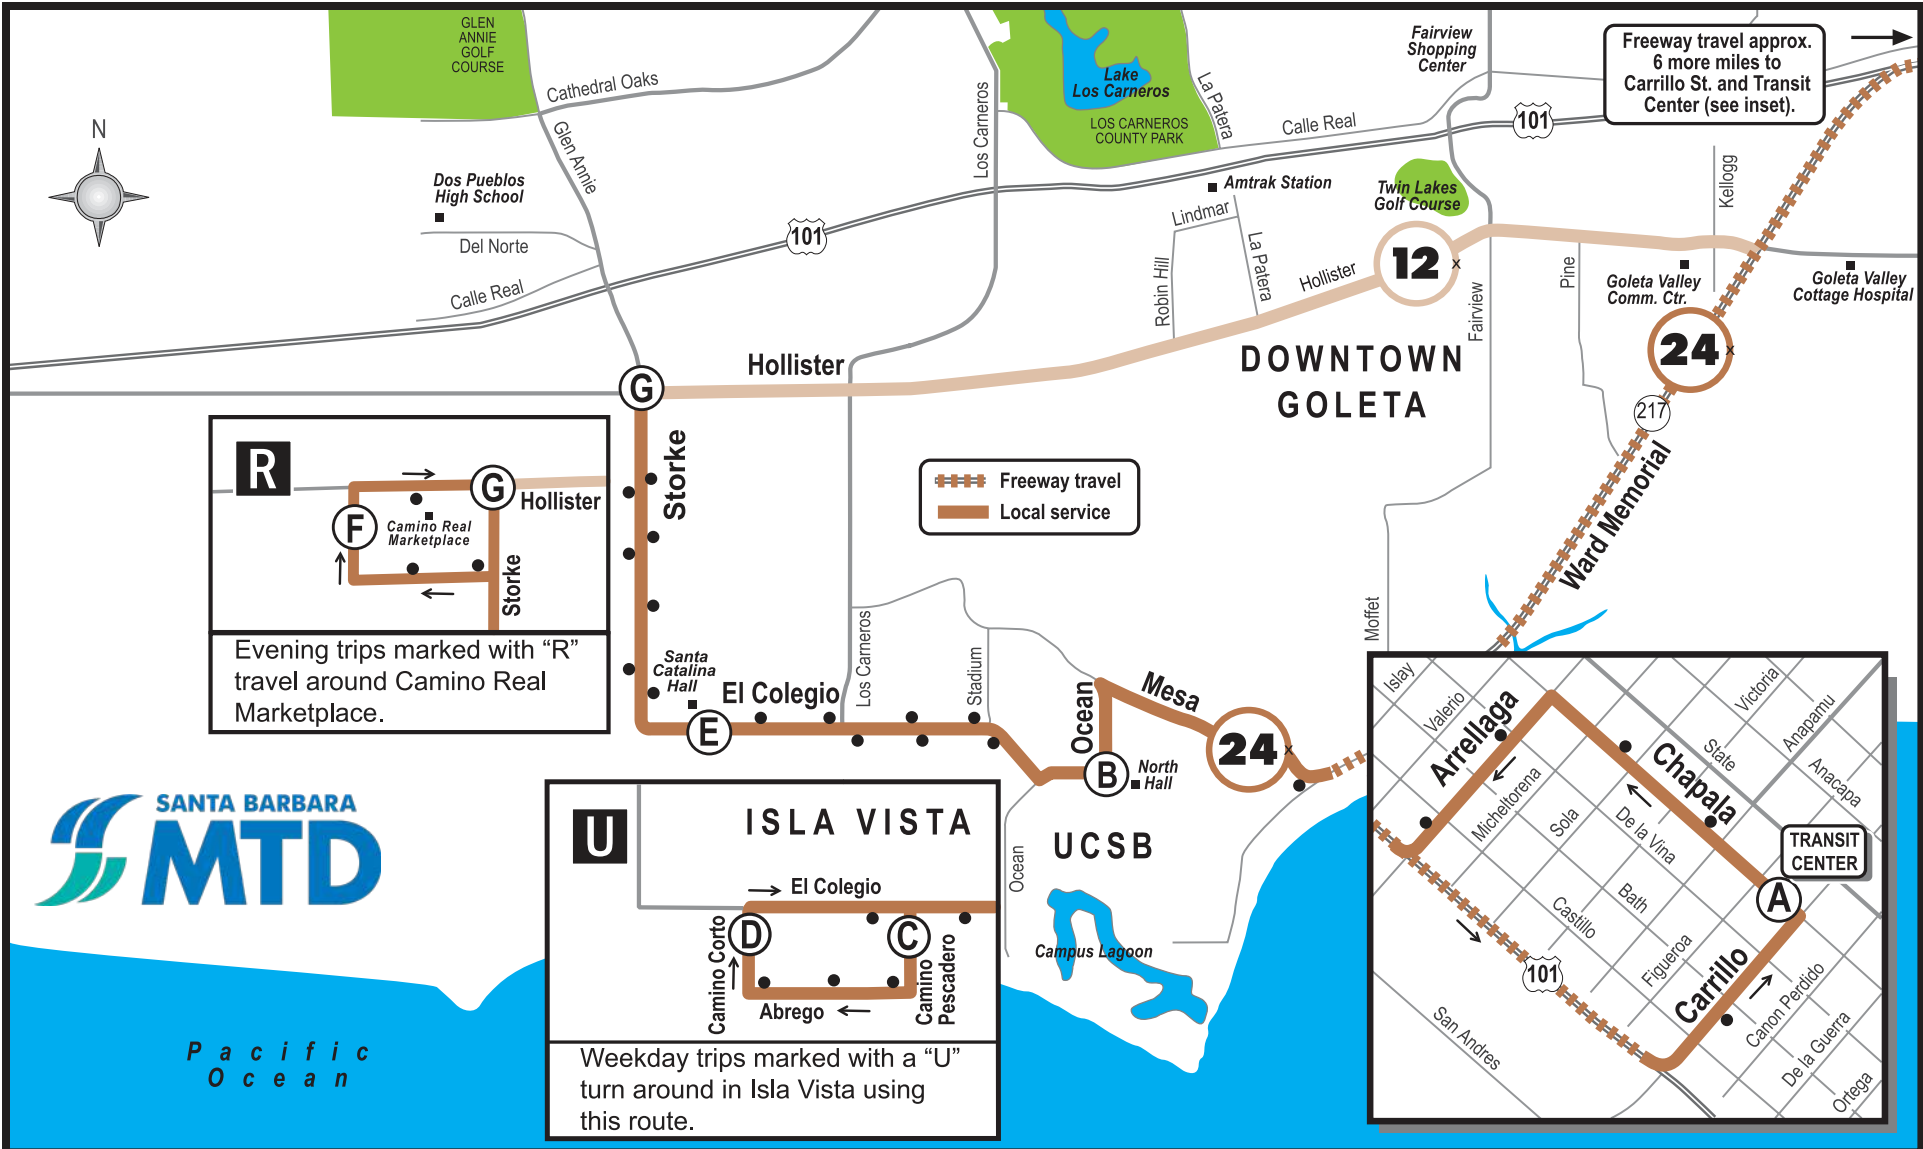 GLEN
ANNIE
GOLF
COURSE
Cathedral Oaks
Glen Annie
N
Dos Pueblos
High School
Del Norte
Calle Real
101
Los Carneros
Lake
Los Carneros
LOS CARNEROS
COUNTY PARK
La Patera
Calle Real
Fairview
Shopping
Center
Freeway travel approx.
6 more miles to
Carrillo St. and Transit
Center (see inset).
101
Amtrak Station
Twin Lakes
Golf Course
Lindmar
Robin Hill
La Patera
Hollister
12
x
Fairview
Pine
Kellogg
Goleta Valley
Comm. Ctr.
Goleta Valley
Cottage Hospital
24
x
217
Ward Memorial
DOWNTOWN
GOLETA
G
Hollister
Storke
R
G
Hollister
F
Camino Real
Marketplace
Storke
Evening trips marked with “R”
travel around Camino Real
Marketplace.
Freeway travel
Local service
Santa
Catalina
Hall
E
El Colegio
Los Carneros
Stadium
Ocean
Mesa
24
x
B
North
Hall
Moffet
UCSB
Ocean
Campus Lagoon
SANTA BARBARA
MTD
Pacific
Ocean
U
ISLA VISTA
El Colegio
D
C
Camino Corto
Camino
Pescadero
Abrego
Weekday trips marked with a “U”
turn around in Isla Vista using
this route.
Islay
Valerio
Arrellaga
Micheltorena
Sola
Victoria
Anapamu
State
Anacapa
Chapala
De la Vina
Bath
Castillo
Figueroa
TRANSIT
CENTER
A
Carrillo
101
San Andres
Canon Perdido
De la Guerra
Ortega